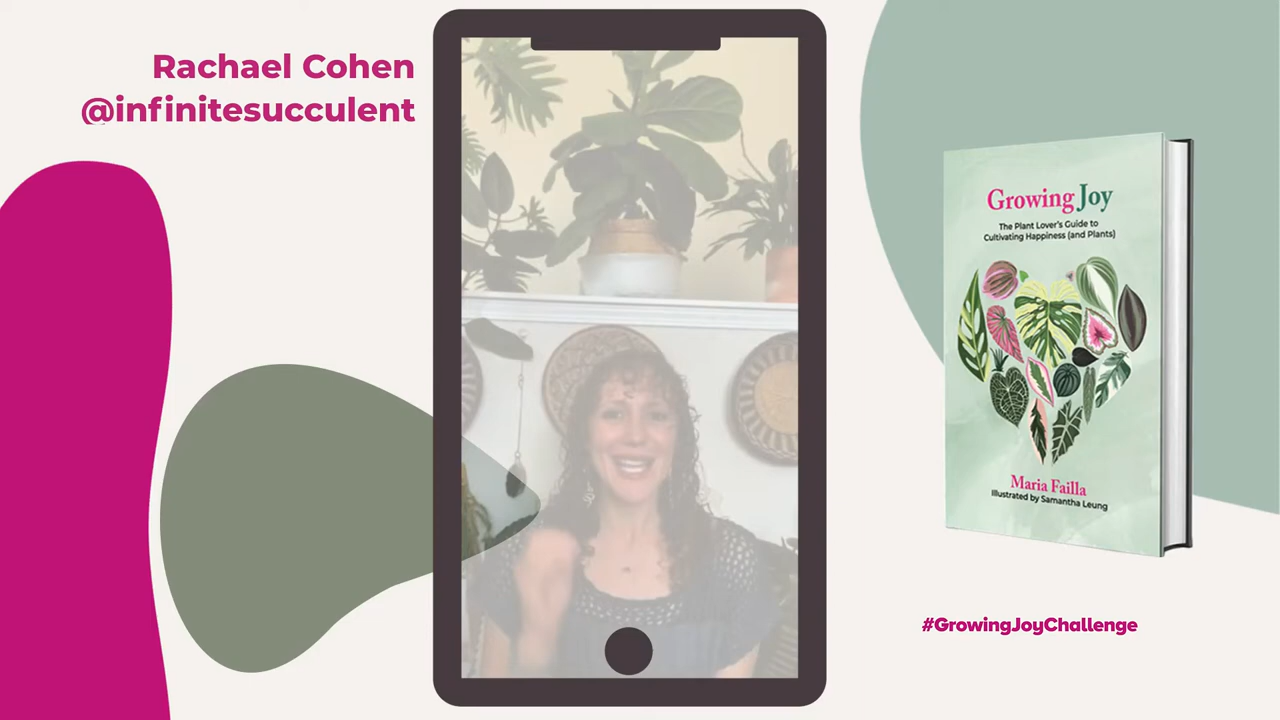 Rachael Cohen
@infinitesucculent
Growing Joy
The Plant Lover's Guide to
Cultivating Happiness (and Plants)
Maria Failla
Illustrated by Samantha Leung
#GrowingJoyChallenge